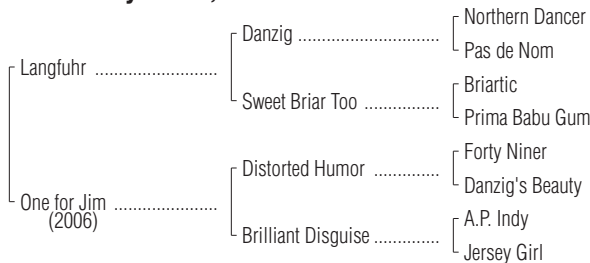 Northern Dancer
Danzig ..............................
Pas de Nom
Langfuhr ..........................
Briartic
Sweet Briar Too ................
Prima Babu Gum
Forty Niner
Distorted Humor ..............
Danzig's Beauty
One for Jim ......................
(2006)
A.P. Indy
Brilliant Disguise ..............
Jersey Girl